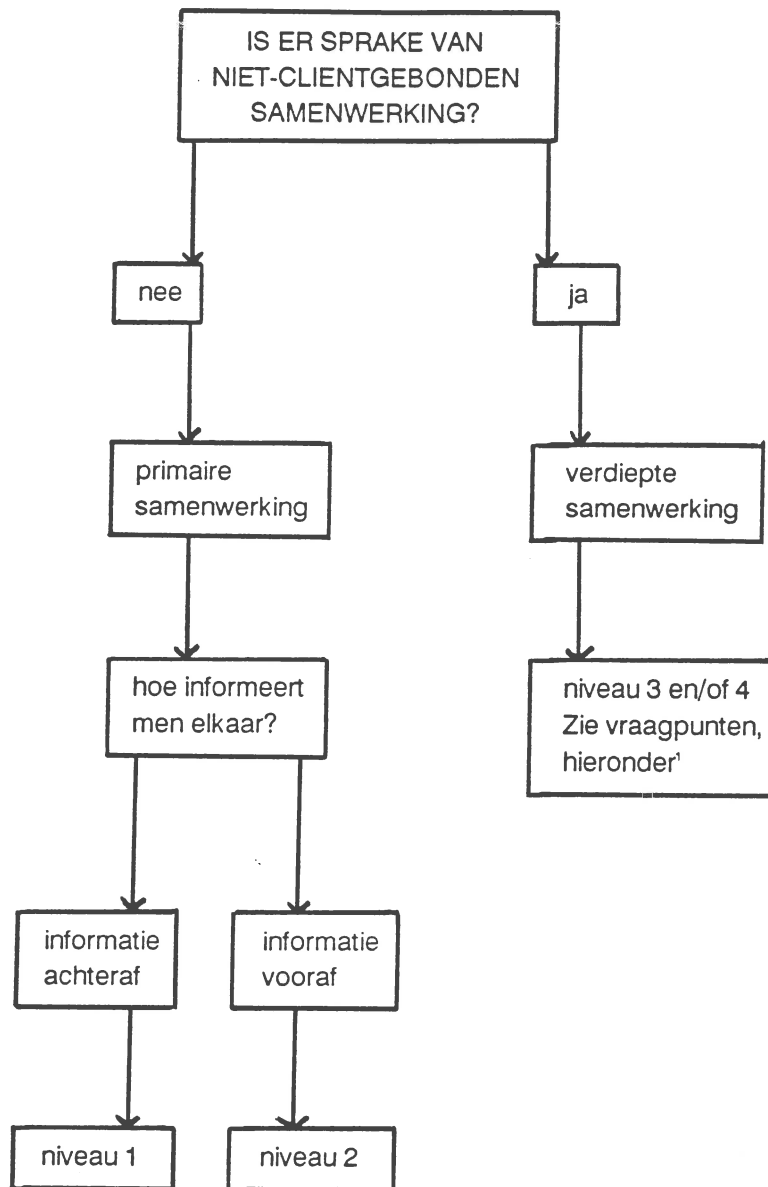 IS ER SPRAKE VAN
NIET-CLIENTGEBONDEN
SAMENWERKING?
nee
ja
primaire
samenwerking
verdiepte
samenwerking
hoe informeert
men elkaar?
niveau 3 en/of 4
Zie vraagpunten,
hieronder¹
informatie
achteraf
informatie
vooraf
niveau 1
niveau 2